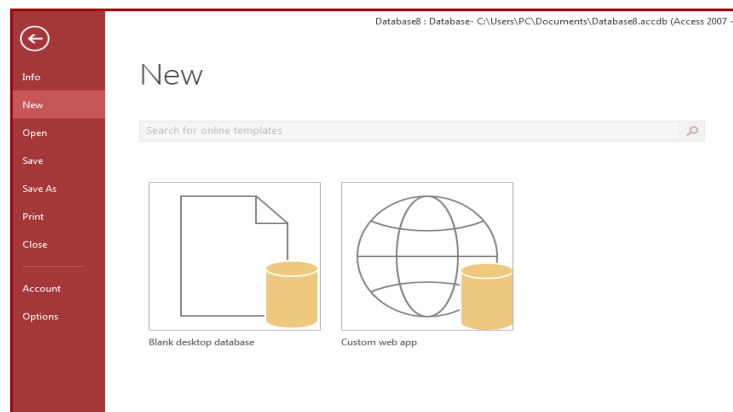 Database8 : Database- C:\Users\PC\Documents\Database8.accdb (Access 2007 -
Info
New
Open
Save
Save As
Print
Close
Account
Options
New
Search for online templates
Blank desktop database
Custom web app